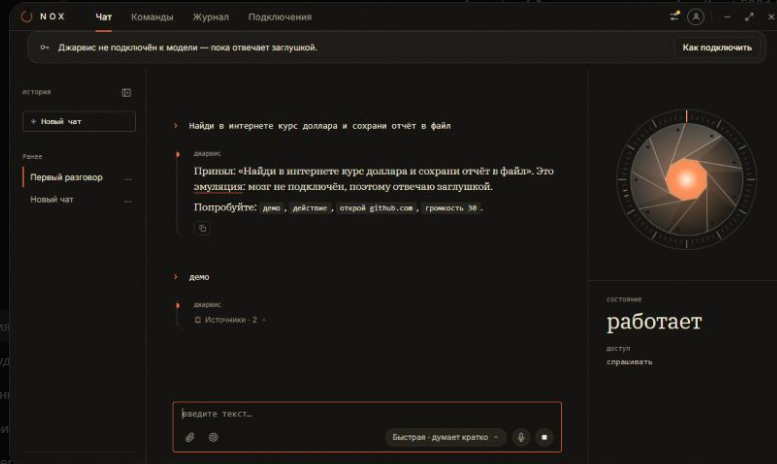 NOX
Чат
Команды
Журнал
Подключения
Джарвис не подключён к модели — пока отвечает заглушкой.
Как подключить
история
+ Новый чат
Ранее
Первый разговор ...
Новый чат ...
Найди в интернете курс доллара и сохрани отчёт в файл
джарвис
Принял: «Найди в интернете курс доллара и сохрани отчёт в файл». Это
эмуляция: мозг не подключён, поэтому отвечаю заглушкой.
Попробуйте: демо, действие, открой github.com, громкость 30.
демо
джарвис
Источники · 2
введите текст…
Быстрая · думает кратко
состояние
работает
доступ
спрашивать